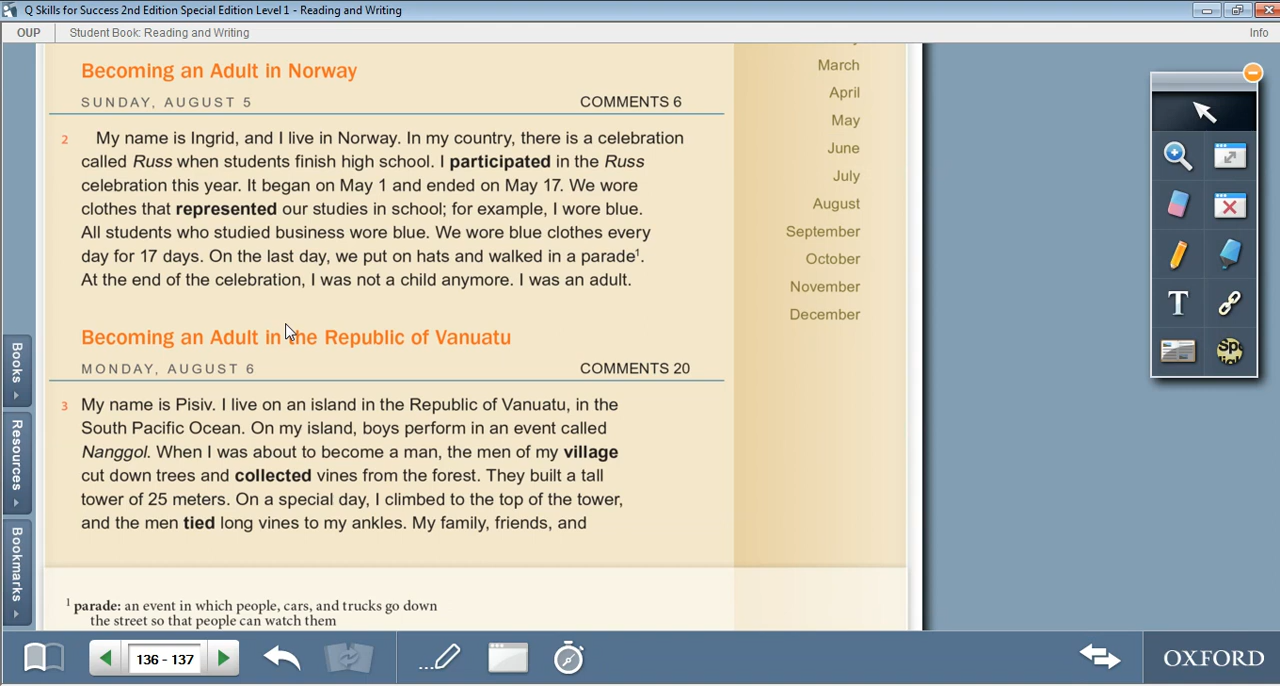 Q Skills for Success 2nd Edition Special Edition Level 1 - Reading and Writing
OUP
Student Book: Reading and Writing
Info
Becoming an Adult in Norway
SUNDAY, AUGUST 5
COMMENTS 6
2 My name is Ingrid, and I live in Norway. In my country, there is a celebration
called Russ when students finish high school. I participated in the Russ
celebration this year. It began on May 1 and ended on May 17. We wore
clothes that represented our studies in school; for example, I wore blue.
All students who studied business wore blue. We wore blue clothes every
day for 17 days. On the last day, we put on hats and walked in a parade¹.
At the end of the celebration, I was not a child anymore. I was an adult.
Becoming an Adult in the Republic of Vanuatu
MONDAY, AUGUST 6
COMMENTS 20
3 My name is Pisiv. I live on an island in the Republic of Vanuatu, in the
South Pacific Ocean. On my island, boys perform in an event called
Nanggol. When I was about to become a man, the men of my village
cut down trees and collected vines from the forest. They built a tall
tower of 25 meters. On a special day, I climbed to the top of the tower,
and the men tied long vines to my ankles. My family, friends, and
¹ parade: an event in which people, cars, and trucks go down
the street so that people can watch them
March
April
May
June
July
August
September
October
November
December
Books
Resources
Bookmarks
T
136 - 137
OXFORD